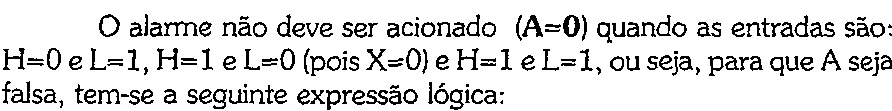 O alarme não deve ser acionado (A=0) quando as entradas são:
H=0 e L=1, H=1 e L=0 (pois X=0) e H=1 e L=1, ou seja, para que A seja
falsa, tem-se a seguinte expressão lógica: